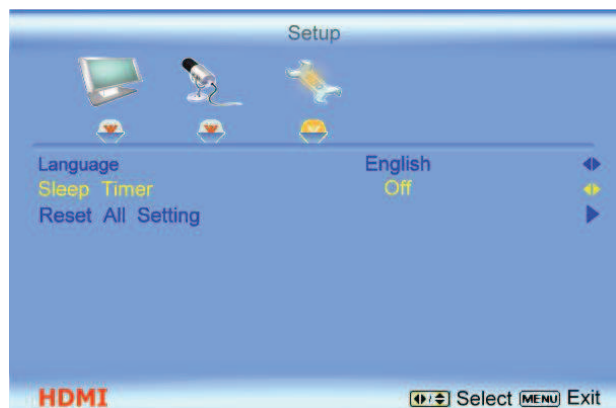 Setup
Language English
Sleep Timer Off
Reset All Setting
HDMI Select MENU Exit